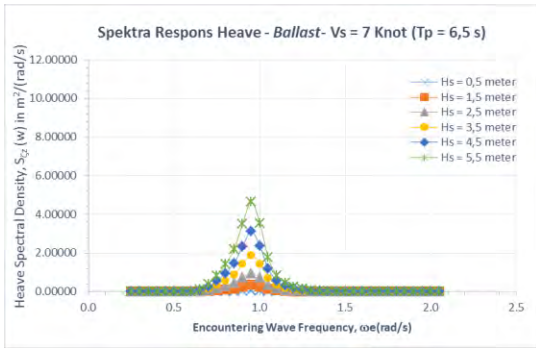 Spektra Respons Heave - Ballast- Vs = 7 Knot (Tp = 6,5 s)
Heave Spectral Density, Sζz (w) in m²/(rad/s)
12.00000
10.00000
8.00000
6.00000
4.00000
2.00000
0.00000
Hs = 0,5 meter
Hs = 1,5 meter
Hs = 2,5 meter
Hs = 3,5 meter
Hs = 4,5 meter
Hs = 5,5 meter
0.0 0.5 1.0 1.5 2.0 2.5
Encountering Wave Frequency, ωe(rad/s)